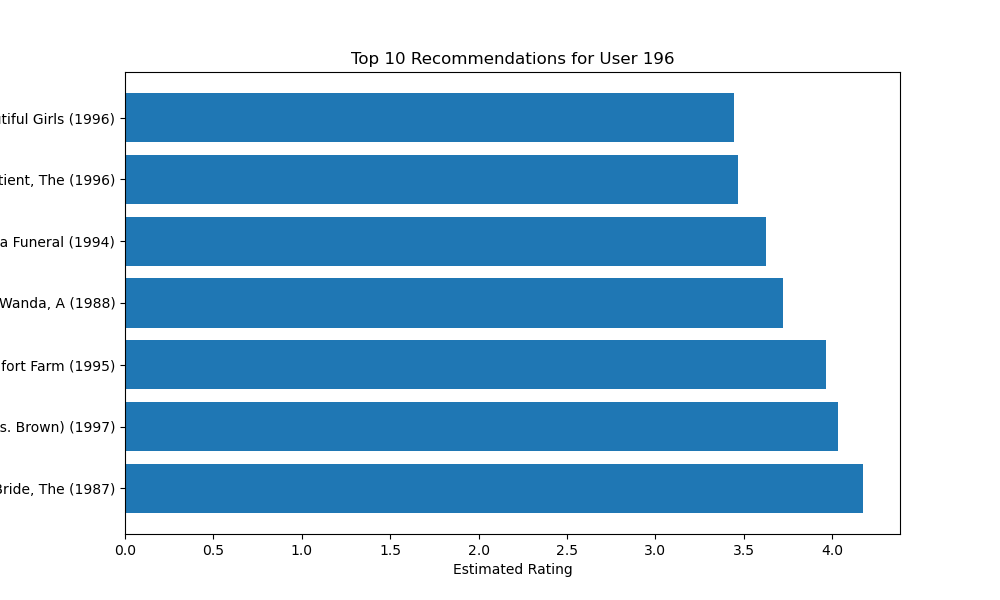 Top 10 Recommendations for User 196
tiful Girls (1996)
tient, The (1996)
a Funeral (1994)
Wanda, A (1988)
fort Farm (1995)
s. Brown) (1997)
Bride, The (1987)
0.0 0.5 1.0 1.5 2.0 2.5 3.0 3.5 4.0
Estimated Rating